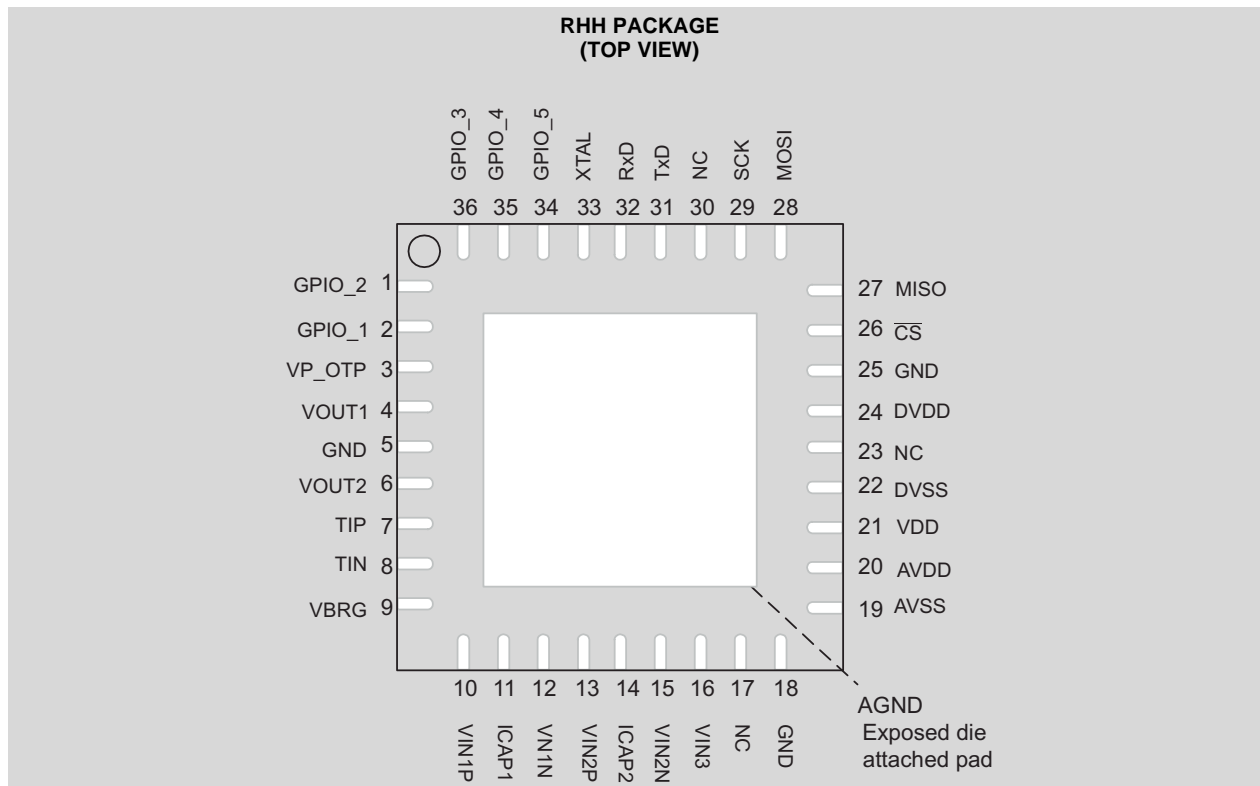 RHH PACKAGE
(TOP VIEW)
GPIO_3
GPIO_4
GPIO_5
XTAL
RxD
TxD
NC
SCK
MOSI
36 35 34 33 32 31 30 29 28
GPIO_2 1
GPIO_1 2
VP_OTP 3
VOUT1 4
GND 5
VOUT2 6
TIP 7
TIN 8
VBRG 9
27 MISO
26 CS
25 GND
24 DVDD
23 NC
22 DVSS
21 VDD
20 AVDD
19 AVSS
10 11 12 13 14 15 16 17 18
VIN1P
ICAP1
VN1N
VIN2P
ICAP2
VIN2N
VIN3
NC
GND
AGND
Exposed die
attached pad